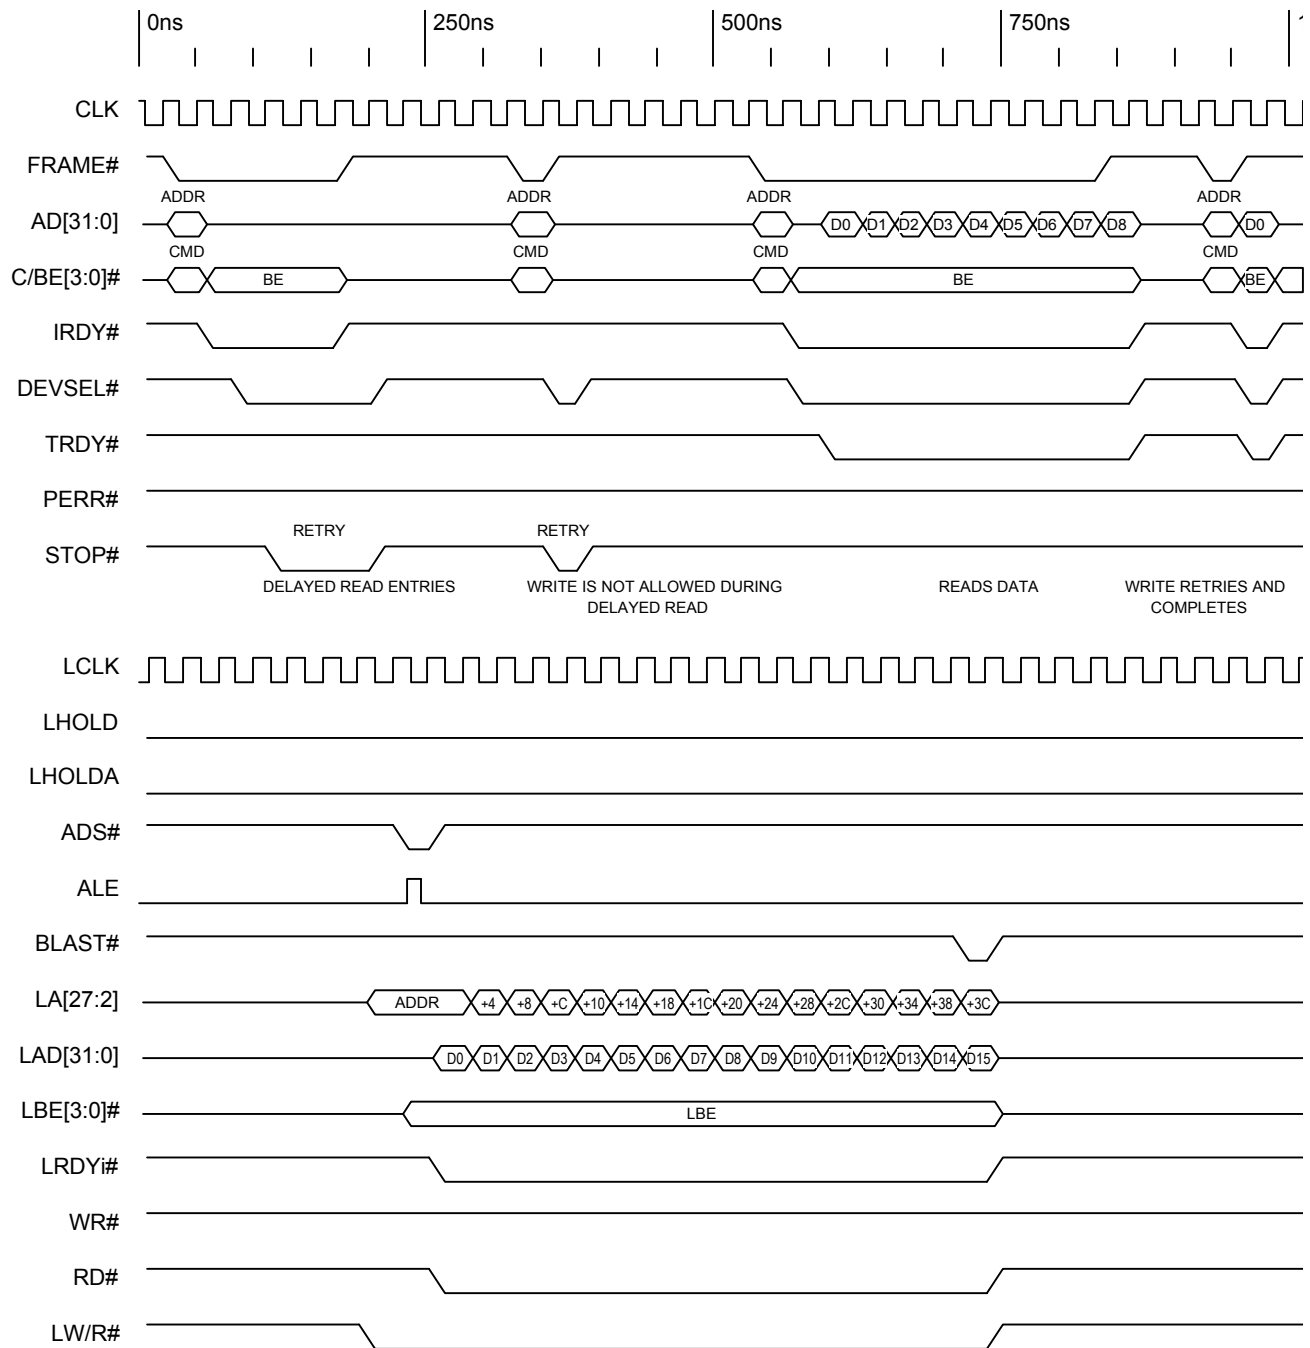 0ns 250ns 500ns 750ns
CLK
FRAME#
ADDR ADDR ADDR ADDR
AD[31:0] D0 D1 D2 D3 D4 D5 D6 D7 D8 D0
CMD CMD CMD CMD
C/BE[3:0]# BE BE BE
IRDY#
DEVSEL#
TRDY#
PERR#
RETRY RETRY
STOP#
DELAYED READ ENTRIES WRITE IS NOT ALLOWED DURING READS DATA WRITE RETRIES AND
DELAYED READ COMPLETES
LCLK
LHOLD
LHOLDA
ADS#
ALE
BLAST#
LA[27:2] ADDR +4 +8 +C +10 +14 +18 +1C +20 +24 +28 +2C +30 +34 +38 +3C
LAD[31:0] D0 D1 D2 D3 D4 D5 D6 D7 D8 D9 D10 D11 D12 D13 D14 D15
LBE[3:0]# LBE
LRDYi#
WR#
RD#
LW/R#